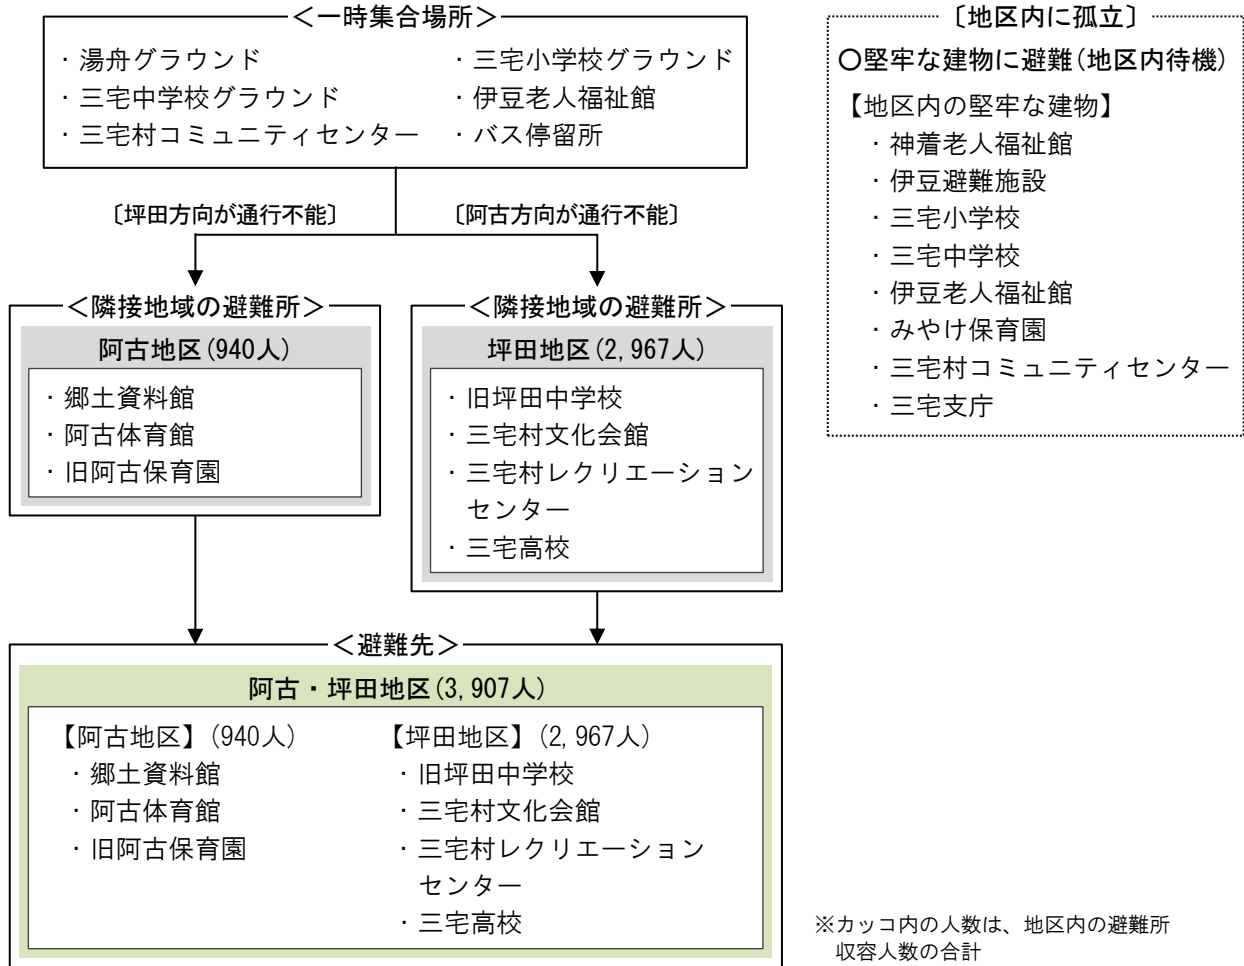 ＜一時集合場所＞
・湯舟グラウンド
・三宅中学校グラウンド
・三宅村コミュニティセンター
・三宅小学校グラウンド
・伊豆老人福祉館
・バス停留所
〔坪田方向が通行不能〕
〔阿古方向が通行不能〕
＜隣接地域の避難所＞
阿古地区(940人)
・郷土資料館
・阿古体育館
・旧阿古保育園
＜隣接地域の避難所＞
坪田地区(2,967人)
・旧坪田中学校
・三宅村文化会館
・三宅村レクリエーション
センター
・三宅高校
＜避難先＞
阿古・坪田地区(3,907人)
【阿古地区】(940人)
・郷土資料館
・阿古体育館
・旧阿古保育園
【坪田地区】(2,967人)
・旧坪田中学校
・三宅村文化会館
・三宅村レクリエーション
センター
・三宅高校
〔地区内に孤立〕
○堅牢な建物に避難(地区内待機)
【地区内の堅牢な建物】
・神着老人福祉館
・伊豆避難施設
・三宅小学校
・三宅中学校
・伊豆老人福祉館
・みやけ保育園
・三宅村コミュニティセンター
・三宅支庁
※カッコ内の人数は、地区内の避難所
収容人数の合計